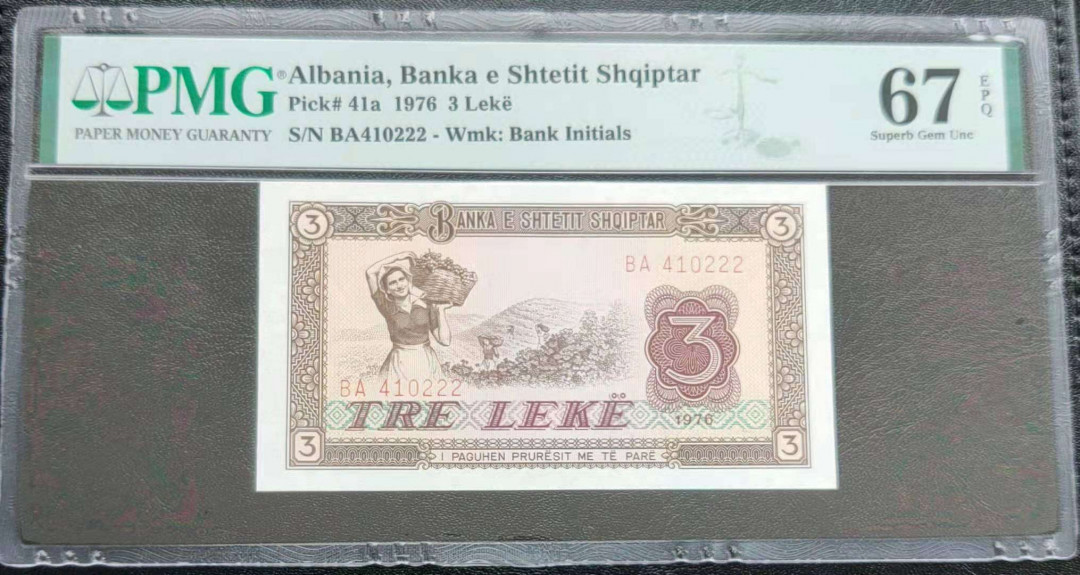 PMG® Albania, Banka e Shtetit Shqiptar
Pick# 41a 1976 3 Lekë
PAPER MONEY GUARANTY S/N BA410222 - Wmk: Bank Initials
67 EPQ
Superb Gem Unc
3 BANKA E SHTETIT SHQIPTAR 3
BA 410222
3
BA 410222
TRE LEKË 1976
3 I PAGUHEN PRURËSIT ME TË PARË 3